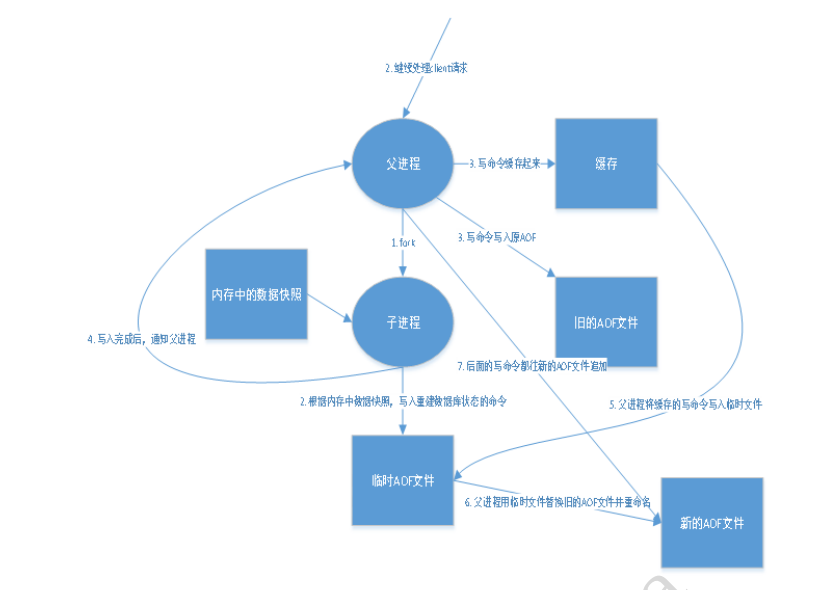 2.继续处理client请求
父进程
3.写命令缓存起来
缓存
1.fork
3.写命令写入原AOF
内存中的数据快照
子进程
旧的AOF文件
4.写入完成后，通知父进程
7.后面的写命令都往新的AOF文件追加
2.根据内存中数据快照，写入重建数据库状态的命令
5.父进程将缓存的写命令写入临时文件
临时AOF文件
6.父进程用临时文件替换旧的AOF文件并重命名
新的AOF文件